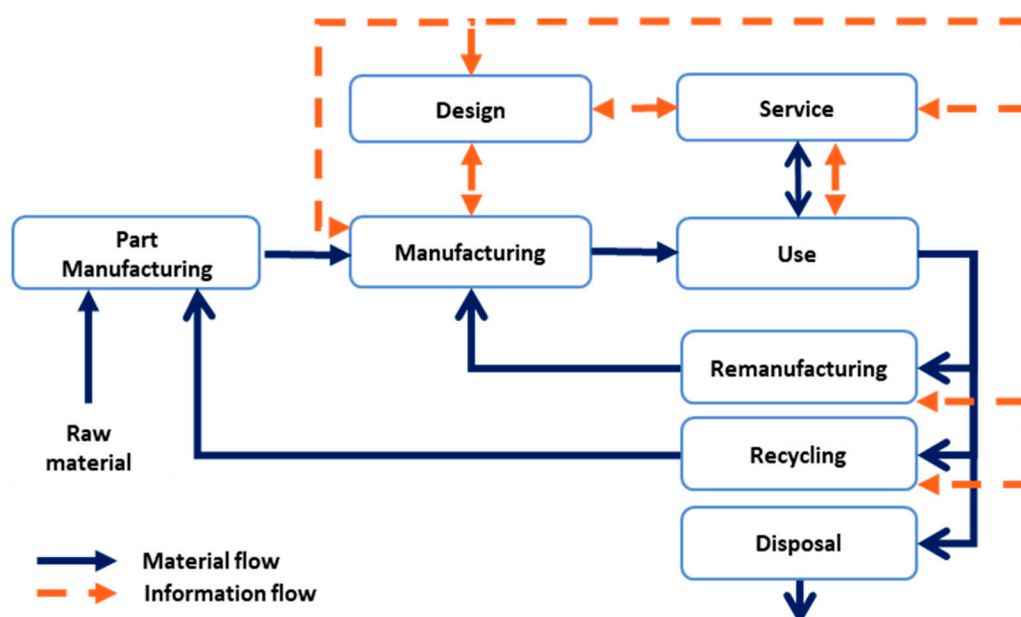 Design
Service
Part
Manufacturing
Manufacturing
Use
Remanufacturing
Raw
material
Recycling
Disposal
Material flow
Information flow